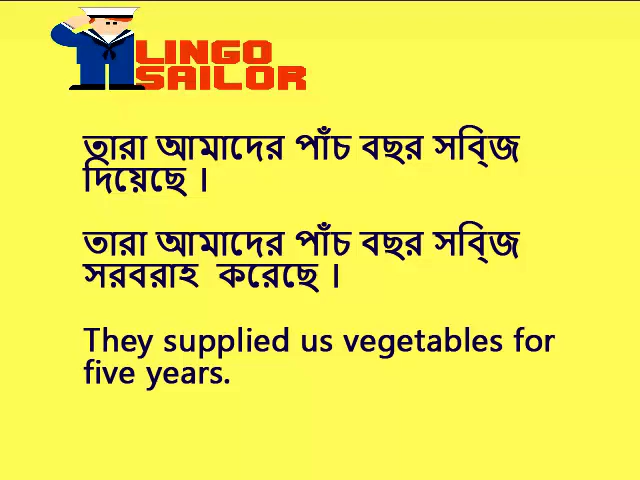 LINGO
SAILOR
তারা আমাদের পাঁচ বছর সবি্জ
দিয়েছে ।
তারা আমাদের পাঁচ বছর সবি্জ
সরবরাহ করেছে ।
They supplied us vegetables for
five years.